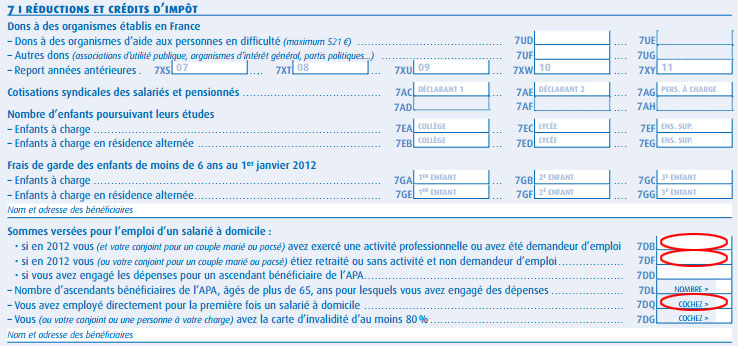 7 I RÉDUCTIONS ET CRÉDITS D'IMPÔT
Dons à des organismes établis en France
– Dons à des organismes d'aide aux personnes en difficulté (maximum 521 €) 7UD 7UE
– Autres dons (associations d'utilité publique, organismes d'intérêt général, partis politiques...) 7UF 7UG
– Report années antérieures . 7XS 07 7XT 08 7XU 09 7XW 10 7XY 11
Cotisations syndicales des salariés et pensionnés 7AC DÉCLARANT 1 7AE DÉCLARANT 2 7AG PERS. À CHARGE
7AD 7AF 7AH
Nombre d'enfants poursuivant leurs études
– Enfants à charge 7EA COLLÈGE 7EC LYCÉE 7EF ENS. SUP.
– Enfants à charge en résidence alternée 7EB COLLÈGE 7ED LYCÉE 7EG ENS. SUP.
Frais de garde des enfants de moins de 6 ans au 1er janvier 2012
– Enfants à charge 7GA 1ER ENFANT 7GB 2E ENFANT 7GC 3E ENFANT
– Enfants à charge en résidence alternée 7GE 1ER ENFANT 7GF 2E ENFANT 7GG 3E ENFANT
Nom et adresse des bénéficiaires
Sommes versées pour l'emploi d'un salarié à domicile :
• si en 2012 vous (et votre conjoint pour un couple marié ou pacsé) avez exercé une activité professionnelle ou avez été demandeur d'emploi 7DB
• si en 2012 vous (ou votre conjoint pour un couple marié ou pacsé) étiez retraité ou sans activité et non demandeur d'emploi 7DF
• si vous avez engagé les dépenses pour un ascendant bénéficiaire de l'APA 7DD
– Nombre d'ascendants bénéficiaires de l'APA, âgés de plus de 65, ans pour lesquels vous avez engagé des dépenses 7DL NOMBRE >
– Vous avez employé directement pour la première fois un salarié à domicile 7DQ COCHEZ >
– Vous (ou votre conjoint ou une personne à votre charge) avez la carte d'invalidité d'au moins 80 % 7DG COCHEZ >
Nom et adresse des bénéficiaires